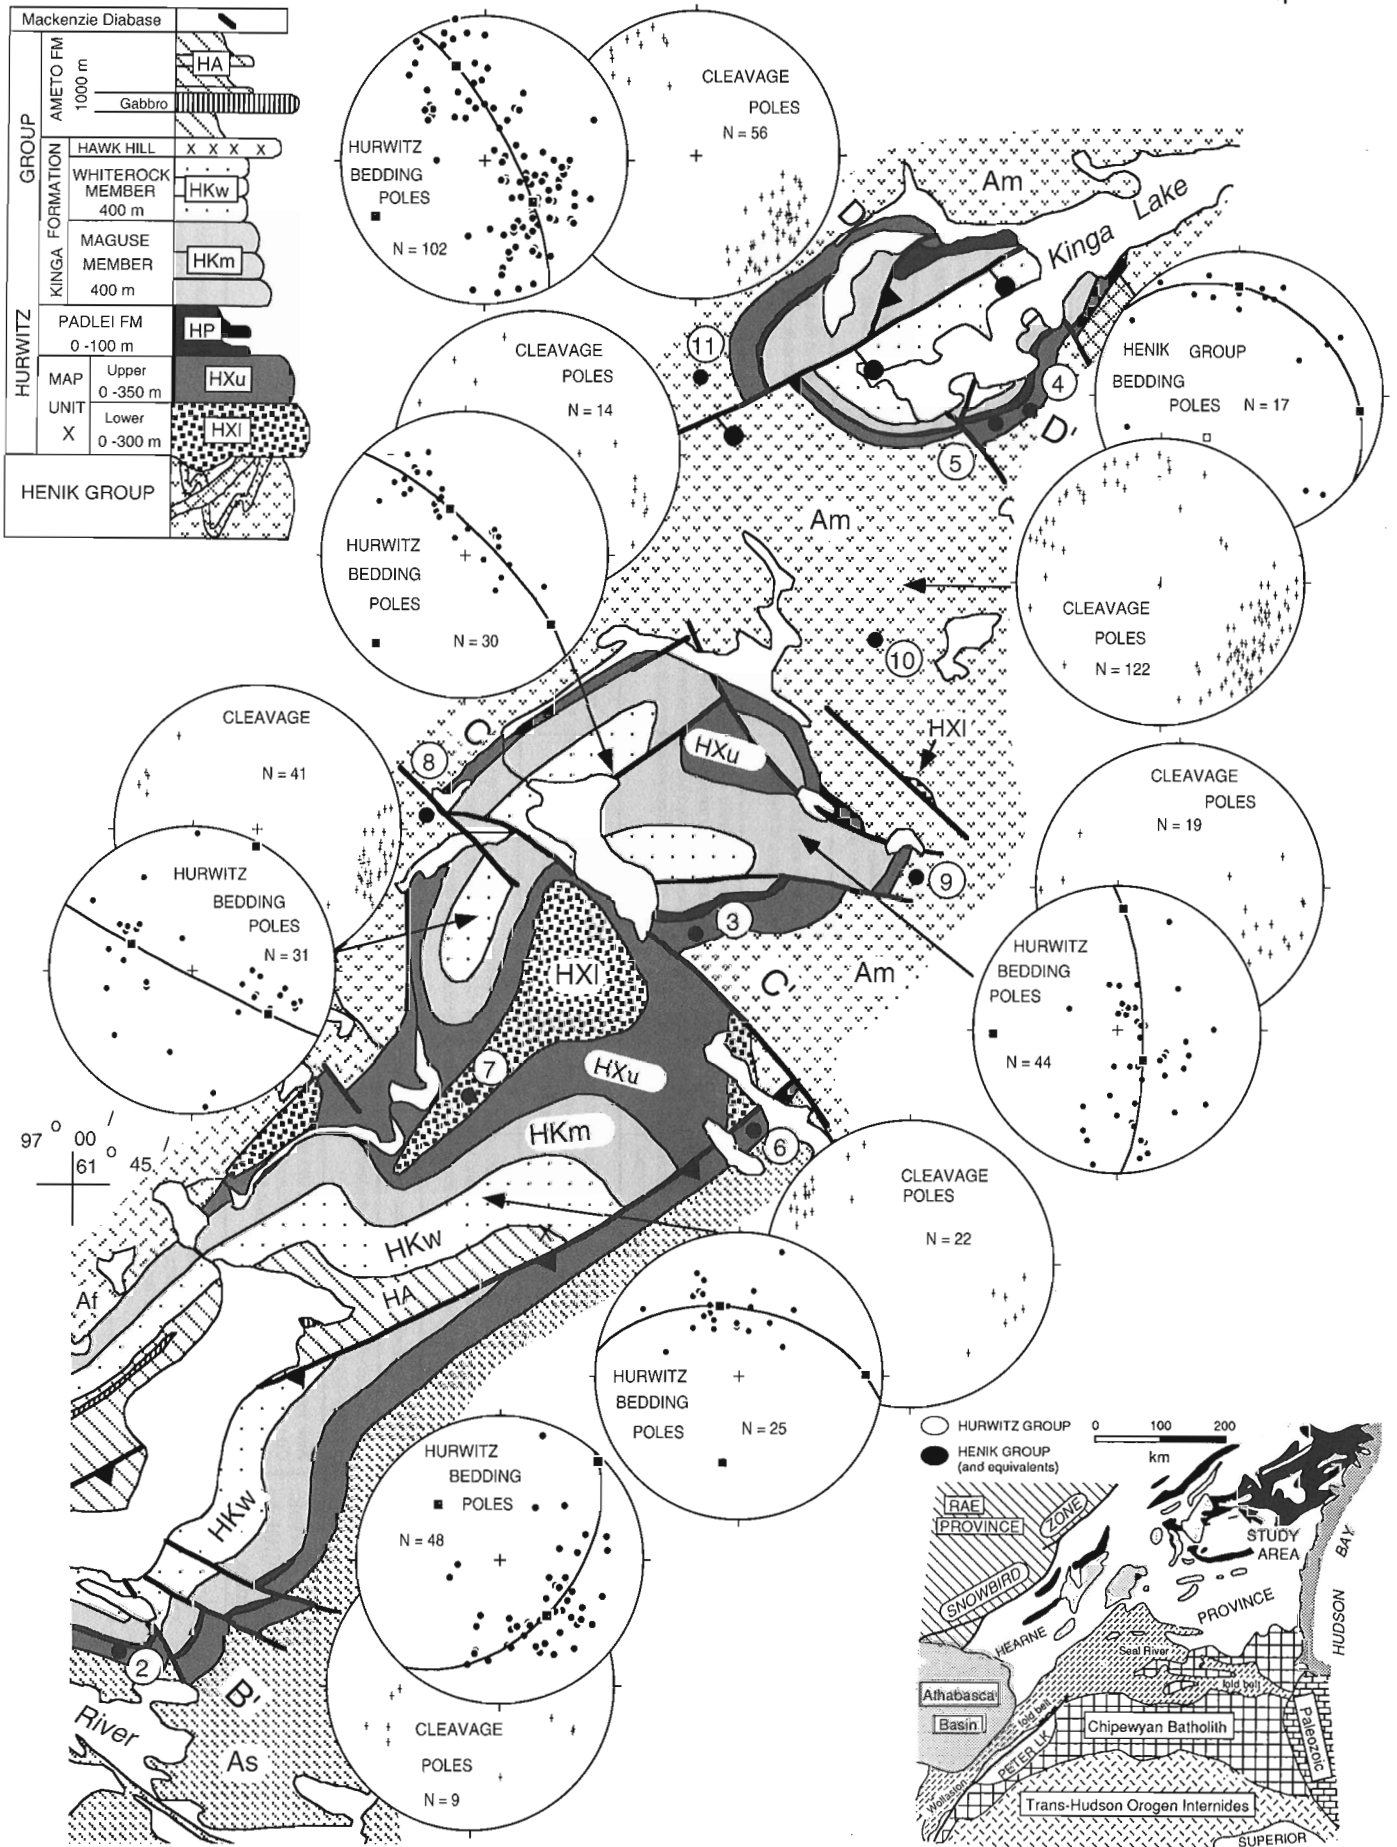 Mackenzie Diabase
GROUP
HURWITZ
AMETO FM
1000 m
HA
Gabbro
KINGA FORMATION
HAWK HILL
X X X X
WHITEROCK
MEMBER
400 m
HKw
MAGUSE
MEMBER
400 m
HKm
PADLEI FM
0 -100 m
HP
MAP
UNIT
X
Upper
0 -350 m
HXu
Lower
0 -300 m
HXl
HENIK GROUP
HURWITZ
BEDDING
POLES
N = 102
CLEAVAGE
POLES
N = 56
Am
Kinga Lake
D
11
4
D'
5
HENIK GROUP
BEDDING
POLES N = 17
CLEAVAGE
POLES
N = 14
HURWITZ
BEDDING
POLES
N = 30
Am
CLEAVAGE
POLES
N = 122
10
HXl
C
HXu
8
CLEAVAGE
N = 41
HURWITZ
BEDDING
POLES
N = 31
CLEAVAGE
POLES
N = 19
9
3
HXl
C'
Am
HURWITZ
BEDDING
POLES
N = 44
7
HXu
HKm
6
97 o 00 /
61 o 45 /
CLEAVAGE
POLES
N = 22
HKw
X
HA
Af
HURWITZ
BEDDING
POLES
N = 25
HKw
HURWITZ
BEDDING
POLES
N = 48
2
B'
River
As
CLEAVAGE
POLES
N = 9
HURWITZ GROUP
HENIK GROUP
(and equivalents)
0 100 200
km
RAE
PROVINCE
SNOWBIRD ZONE
STUDY
AREA
HUDSON BAY
HEARNE PROVINCE
Seal River
fold belt
Athabasca
Basin
Wollaston fold belt
PETER LK
Chipewyan Batholith
Paleozoic
Trans-Hudson Orogen Internides
SUPERIOR